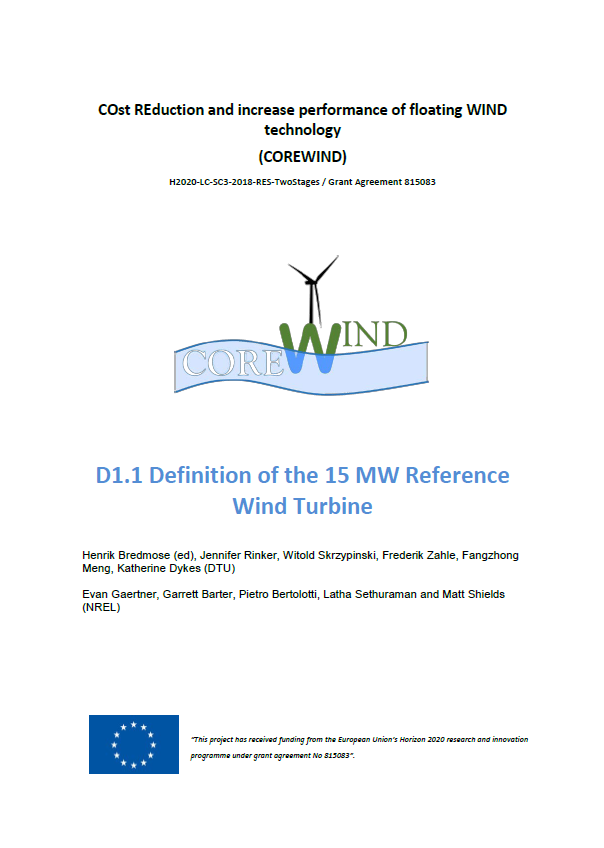 COst REduction and increase performance of floating WIND
technology
(COREWIND)
H2020-LC-SC3-2018-RES-TwoStages / Grant Agreement 815083
COREWIND
D1.1 Definition of the 15 MW Reference
Wind Turbine
Henrik Bredmose (ed), Jennifer Rinker, Witold Skrzypinski, Frederik Zahle, Fangzhong
Meng, Katherine Dykes (DTU)
Evan Gaertner, Garrett Barter, Pietro Bertolotti, Latha Sethuraman and Matt Shields
(NREL)
"This project has received funding from the European Union's Horizon 2020 research and innovation
programme under grant agreement No 815083".